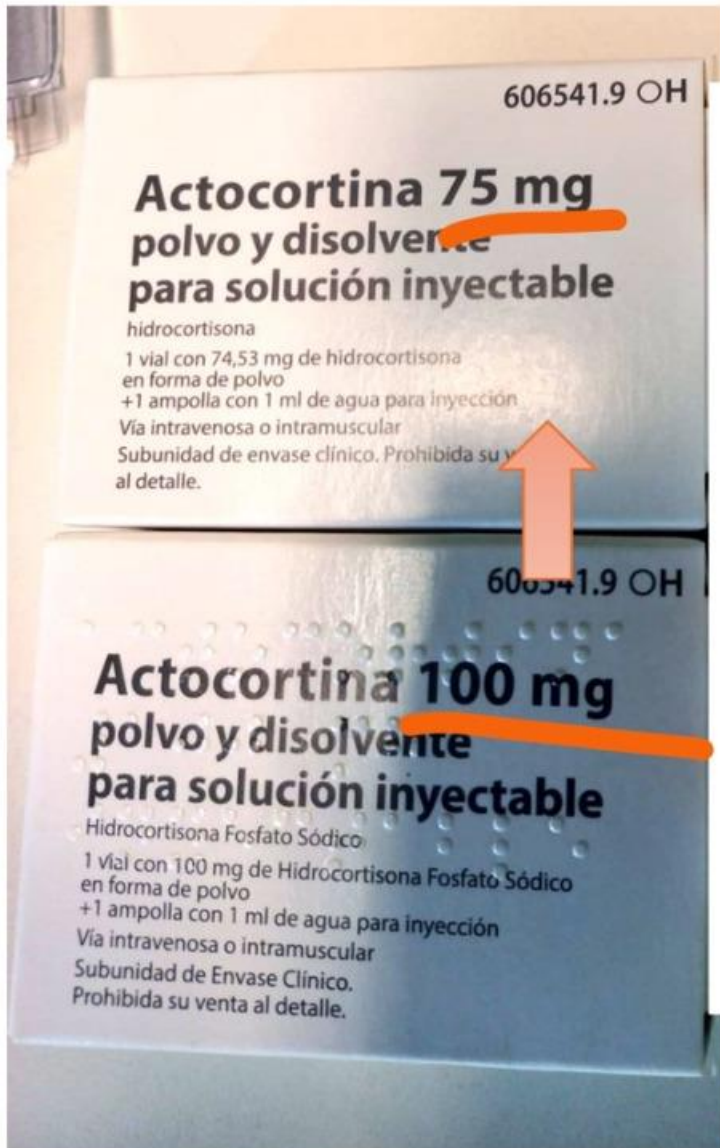 606541.9 OH
Actocortina 75 mg
polvo y disolvente
para solución inyectable
hidrocortisona
1 vial con 74,53 mg de hidrocortisona
en forma de polvo
+1 ampolla con 1 ml de agua para inyección
Vía intravenosa o intramuscular
Subunidad de envase clínico. Prohibida su
al detalle.
606541.9 OH
Actocortina 100 mg
polvo y disolvente
para solución inyectable
Hidrocortisona Fosfato Sódico
1 vial con 100 mg de Hidrocortisona Fosfato Sódico
en forma de polvo
+1 ampolla con 1 ml de agua para inyección
Vía intravenosa o intramuscular
Subunidad de Envase Clínico.
Prohibida su venta al detalle.